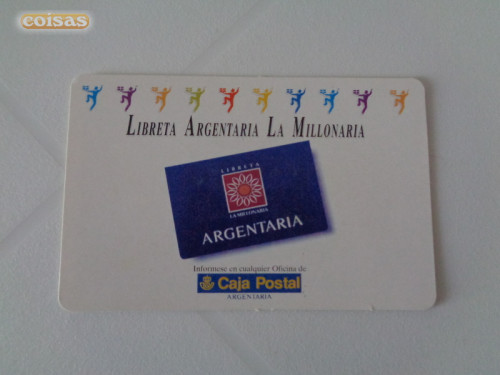 coisas
LIBRETA ARGENTARIA LA MILLONARIA
LIBRETA
LA MILLONARIA
ARGENTARIA
Infórmese en cualquier Oficina de
Caja Postal
ARGENTARIA